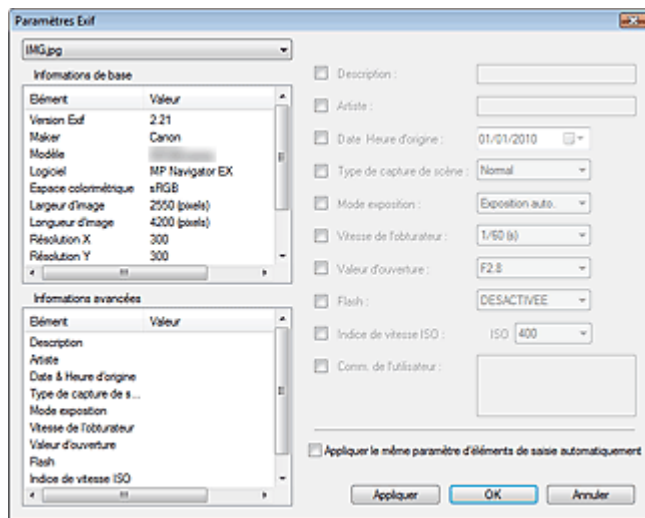 Paramètres Exif
IMG.jpg
Informations de base
Elément Valeur
Version Exif 2.21
Maker Canon
Modèle
Logiciel MP Navigator EX
Espace colorimétrique sRGB
Largeur d'image 2550 (pixels)
Longueur d'image 4200 (pixels)
Résolution X 300
Résolution Y 300
Informations avancées
Elément Valeur
Description
Artiste
Date & Heure d'origine
Type de capture de s...
Mode exposition
Vitesse de l'obturateur
Valeur d'ouverture
Flash
Indice de vitesse ISO
Description :
Artiste :
Date Heure d'origine : 01/01/2010
Type de capture de scène : Normal
Mode exposition : Exposition auto.
Vitesse de l'obturateur : 1/60 (s)
Valeur d'ouverture : F2.8
Flash : DESACTIVEE
Indice de vitesse ISO : ISO 400
Comm. de l'utilisateur :
Appliquer le même paramètre d'éléments de saisie automatiquement
Appliquer OK Annuler